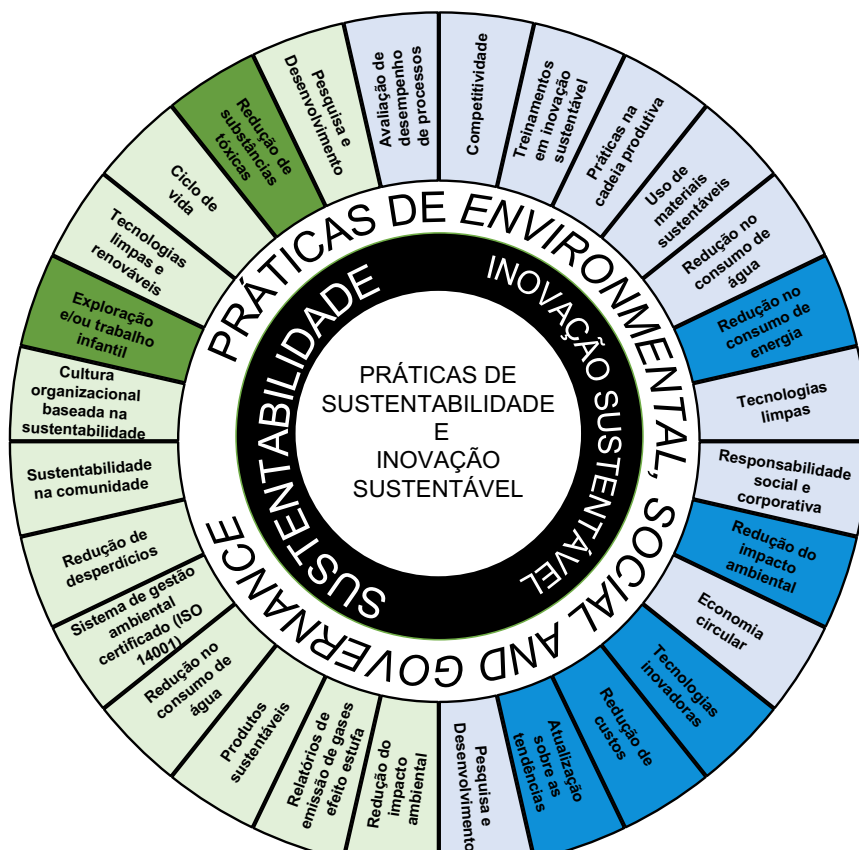 PRÁTICAS DE
SUSTENTABILIDADE
E
INOVAÇÃO
SUSTENTÁVEL
SUSTENTABILIDADE
INOVAÇÃO SUSTENTÁVEL
PRÁTICAS DE ENVIRONMENTAL, SOCIAL AND GOVERNANCE
Avaliação de
desempenho
de processos
Competitividade
Treinamentos
em inovação
sustentável
Práticas na
cadeia produtiva
Uso de
materiais
sustentáveis
Redução no
consumo de
água
Redução no
consumo de
energia
Tecnologias
limpas
Responsabilidade
social e
corporativa
Redução do
impacto
ambiental
Economia
circular
Tecnologias
inovadoras
Redução de
custos
Atualização
sobre as
tendências
Pesquisa e
Desenvolvimento
Redução do
impacto
ambiental
Relatórios de
emissão de gases
efeito estufa
Produtos
sustentáveis
Redução no
consumo de
água
Sistema de gestão
ambiental
certificado (ISO
14001)
Redução de
desperdícios
Sustentabilidade
na comunidade
Cultura
organizacional
baseada na
sustentabilidade
Exploração
e/ou trabalho
infantil
Tecnologias
limpas e
renováveis
Ciclo de
vida
Redução de
substâncias
tóxicas
Pesquisa e
Desenvolvimento